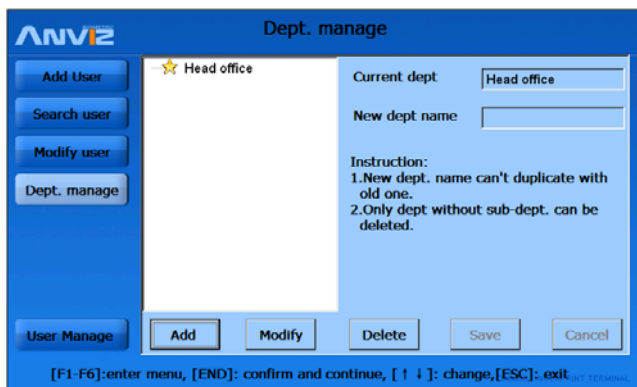 ANVIZ
BIOMETRIC
Dept. manage
Add User
Search user
Modify user
Dept. manage
User Manage
Head office
Current dept
Head office
New dept name
Instruction:
1.New dept. name can't duplicate with
old one.
2.Only dept without sub-dept. can be
deleted.
Add
Modify
Delete
Save
Cancel
[F1-F6]:enter menu, [END]: confirm and continue, [ ↑ ↓ ]: change,[ESC]: exit